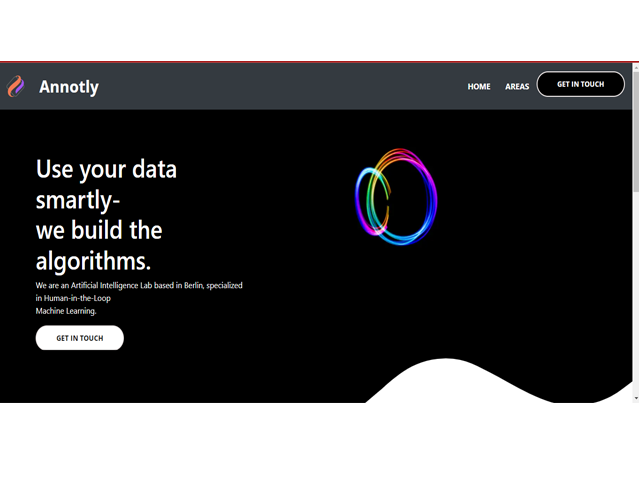 Annotly
HOME
AREAS
GET IN TOUCH
Use your data
smartly-
we build the
algorithms.
We are an Artificial Intelligence Lab based in Berlin, specialized
in Human-in-the-Loop
Machine Learning.
GET IN TOUCH